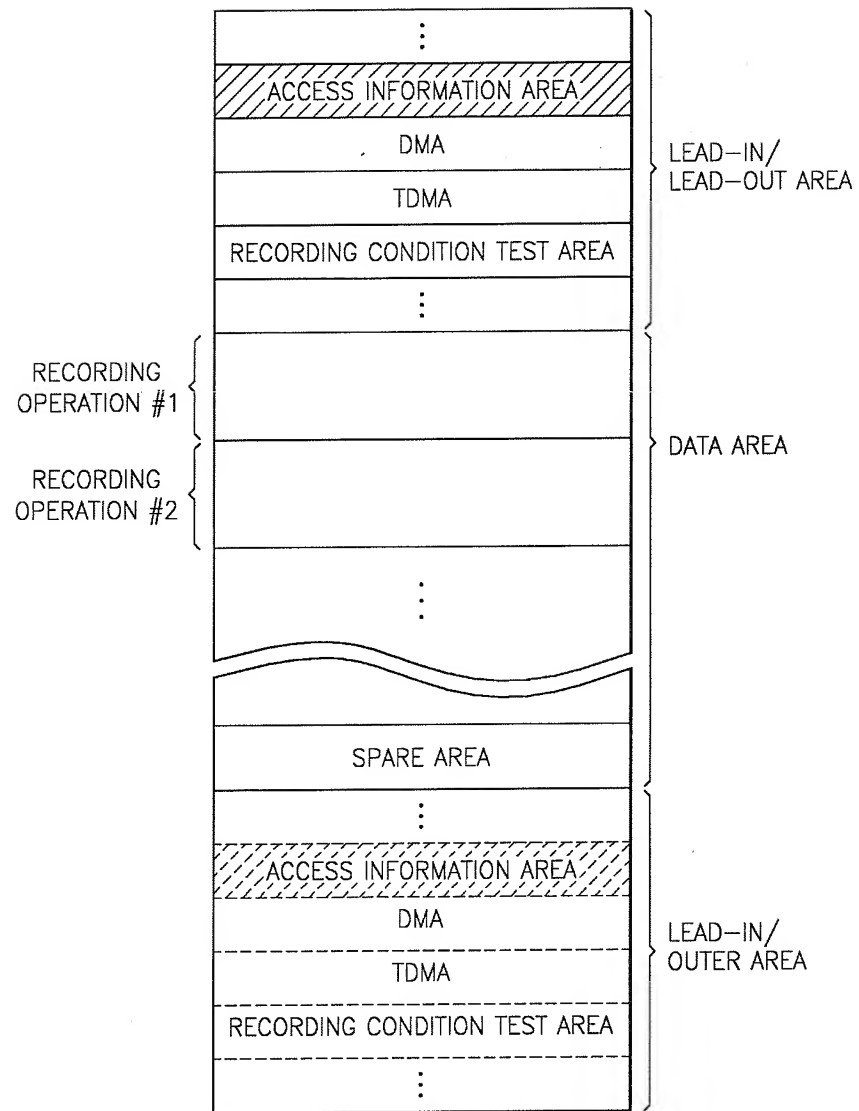 ACCESS INFORMATION AREA
DMA
TDMA
RECORDING CONDITION TEST AREA
LEAD-IN/
LEAD-OUT AREA
RECORDING
OPERATION #1
RECORDING
OPERATION #2
DATA AREA
SPARE AREA
ACCESS INFORMATION AREA
DMA
TDMA
RECORDING CONDITION TEST AREA
LEAD-IN/
OUTER AREA